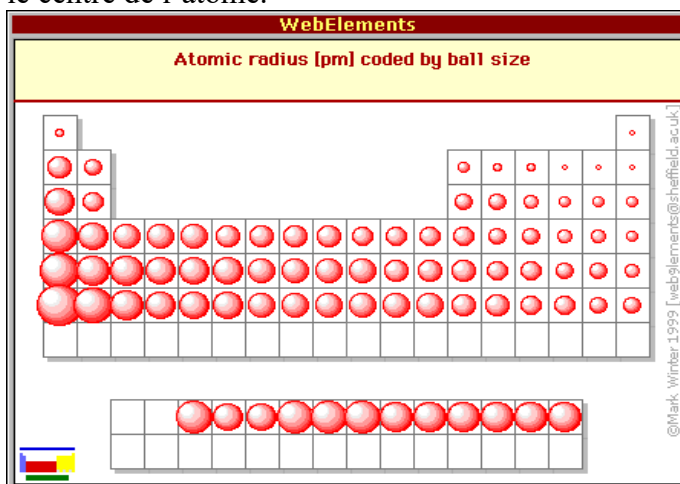 le centre de l'atome.
WebElements
Atomic radius [pm] coded by ball size
©Mark Winter 1999 [webelements@sheffield.ac.uk]